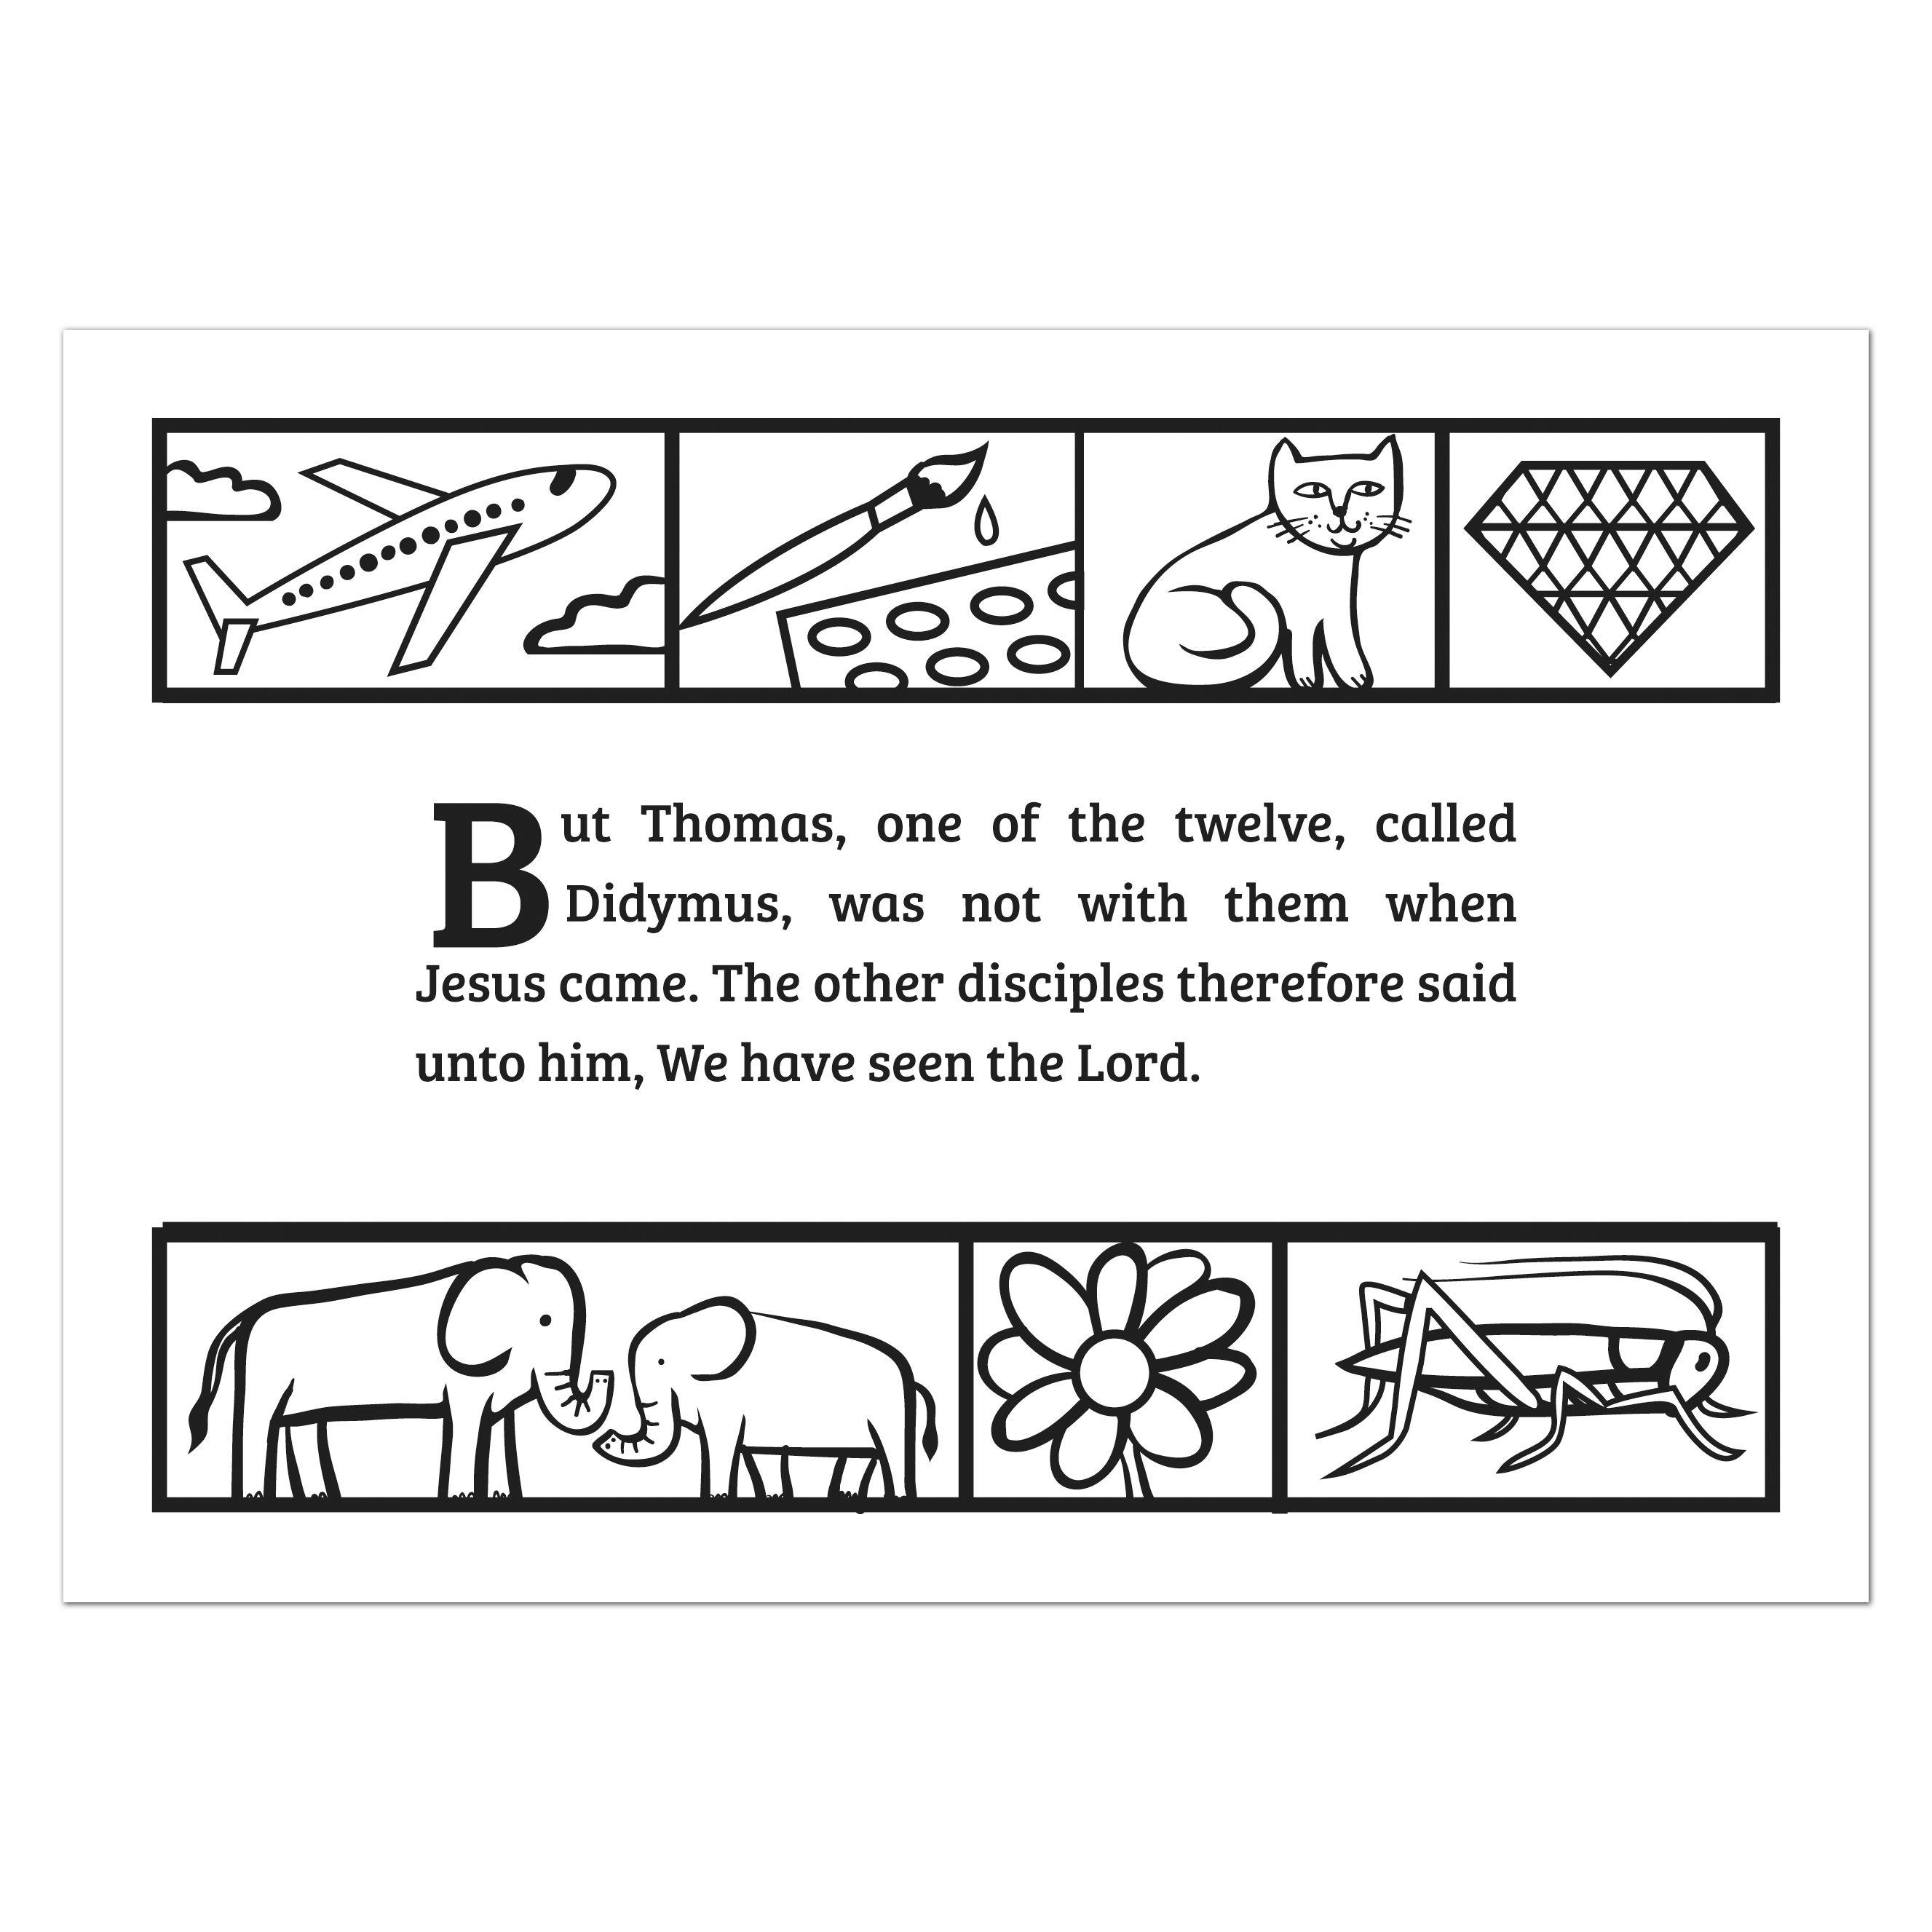 But Thomas, one of the twelve, called
Didymus, was not with them when
Jesus came. The other disciples therefore said
unto him, We have seen the Lord.